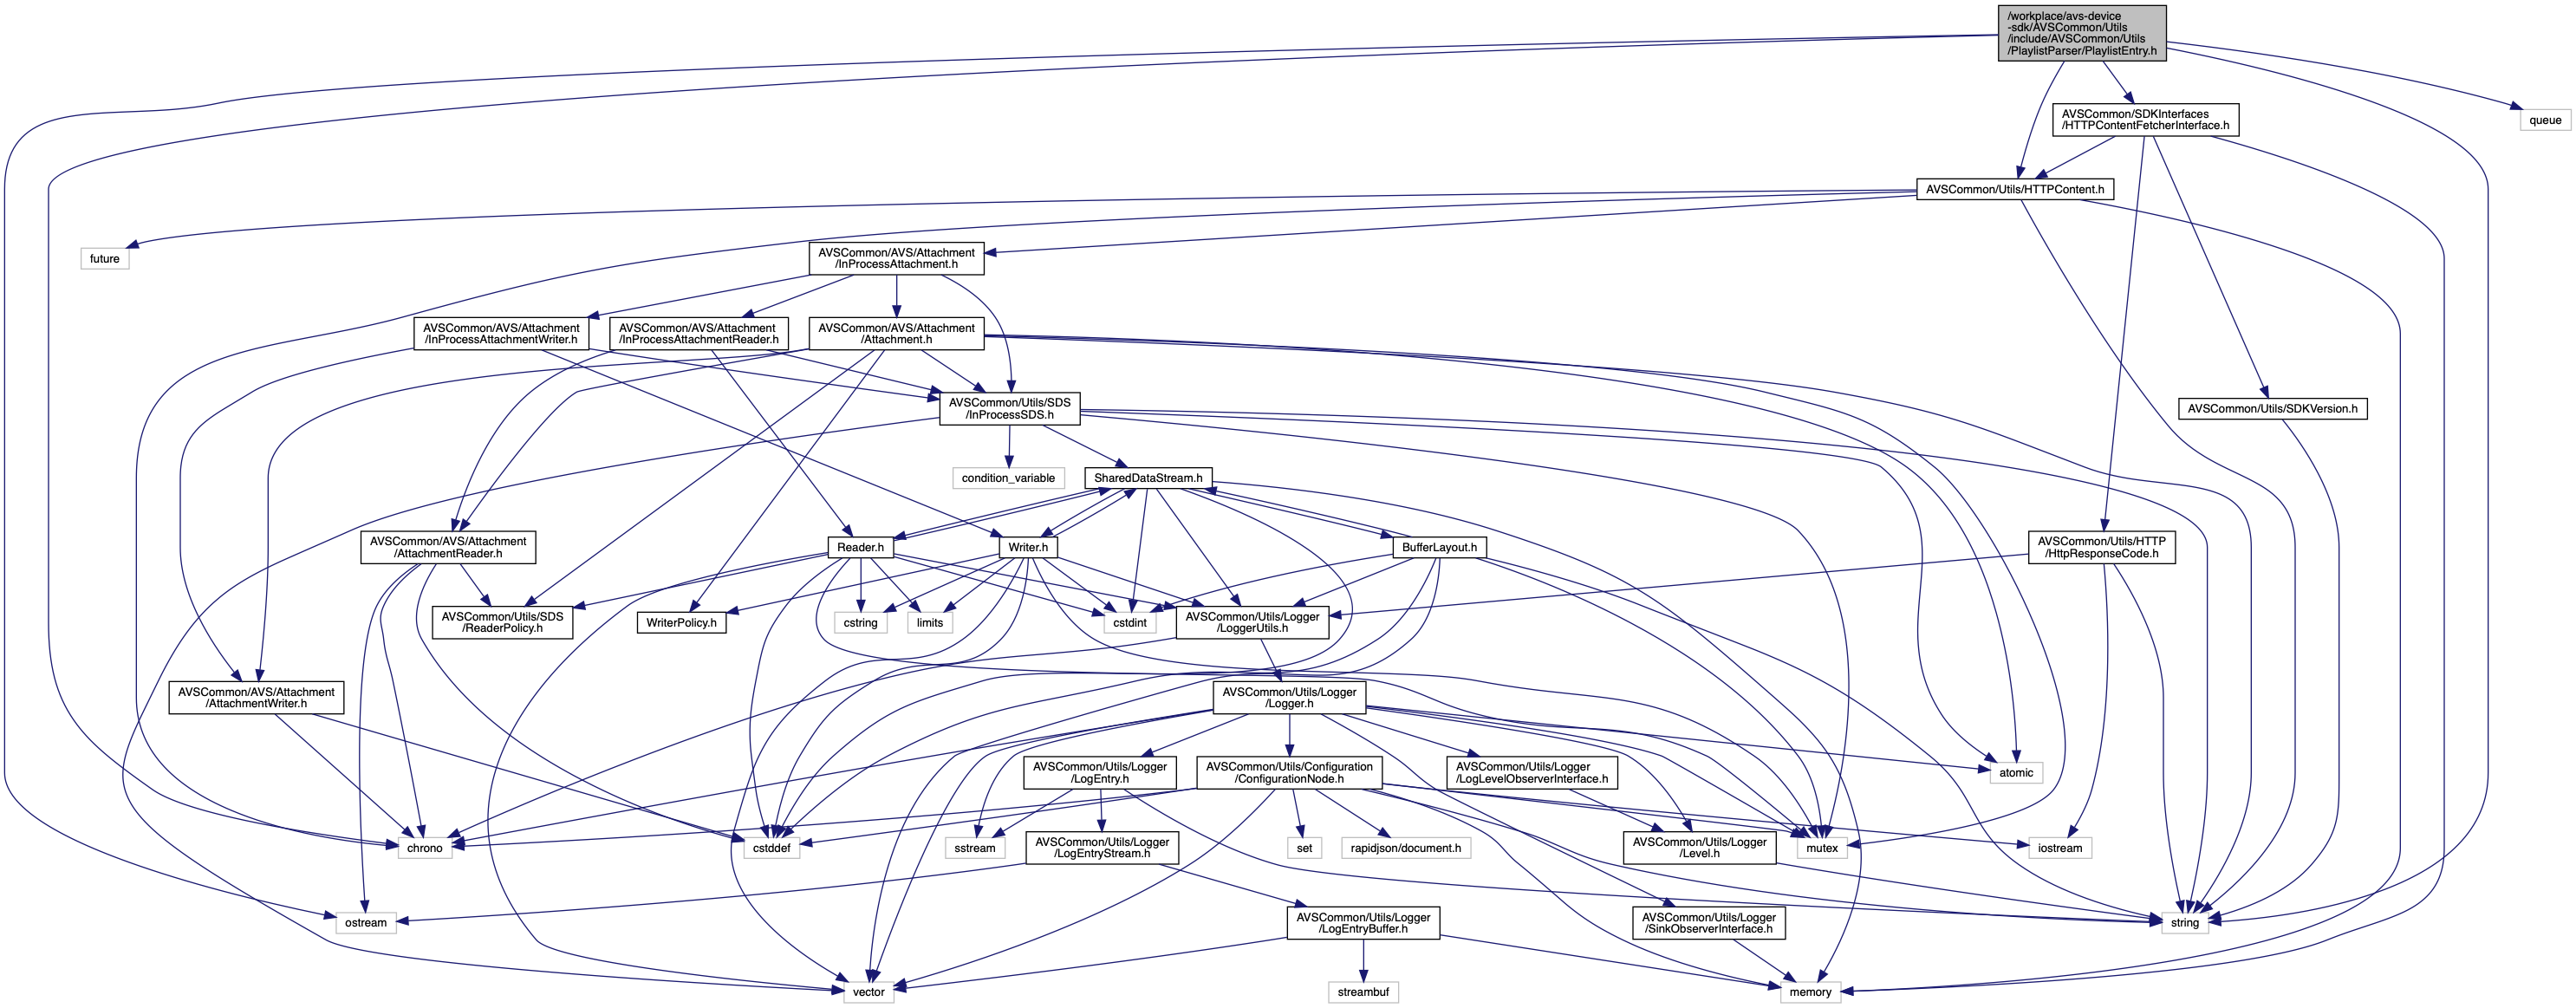 /workplace/avs-device
-sdk/AVSCommon/Utils
/include/AVSCommon/Utils
/PlaylistParser/PlaylistEntry.h
AVSCommon/SDKInterfaces
/HTTPContentFetcherInterface.h
queue
AVSCommon/Utils/HTTPContent.h
future
AVSCommon/AVS/Attachment
/InProcessAttachment.h
AVSCommon/AVS/Attachment
/InProcessAttachmentWriter.h
AVSCommon/AVS/Attachment
/InProcessAttachmentReader.h
AVSCommon/AVS/Attachment
/Attachment.h
AVSCommon/Utils/SDS
/InProcessSDS.h
AVSCommon/Utils/SDKVersion.h
condition_variable
SharedDataStream.h
AVSCommon/AVS/Attachment
/AttachmentReader.h
Reader.h
Writer.h
BufferLayout.h
AVSCommon/Utils/HTTP
/HttpResponseCode.h
AVSCommon/Utils/SDS
/ReaderPolicy.h
WriterPolicy.h
cstring
limits
cstdint
AVSCommon/Utils/Logger
/LoggerUtils.h
AVSCommon/AVS/Attachment
/AttachmentWriter.h
AVSCommon/Utils/Logger
/Logger.h
AVSCommon/Utils/Logger
/LogEntry.h
AVSCommon/Utils/Configuration
/ConfigurationNode.h
AVSCommon/Utils/Logger
/LogLevelObserverInterface.h
atomic
chrono
cstddef
sstream
AVSCommon/Utils/Logger
/LogEntryStream.h
set
rapidjson/document.h
AVSCommon/Utils/Logger
/Level.h
mutex
iostream
ostream
AVSCommon/Utils/Logger
/LogEntryBuffer.h
AVSCommon/Utils/Logger
/SinkObserverInterface.h
string
vector
streambuf
memory